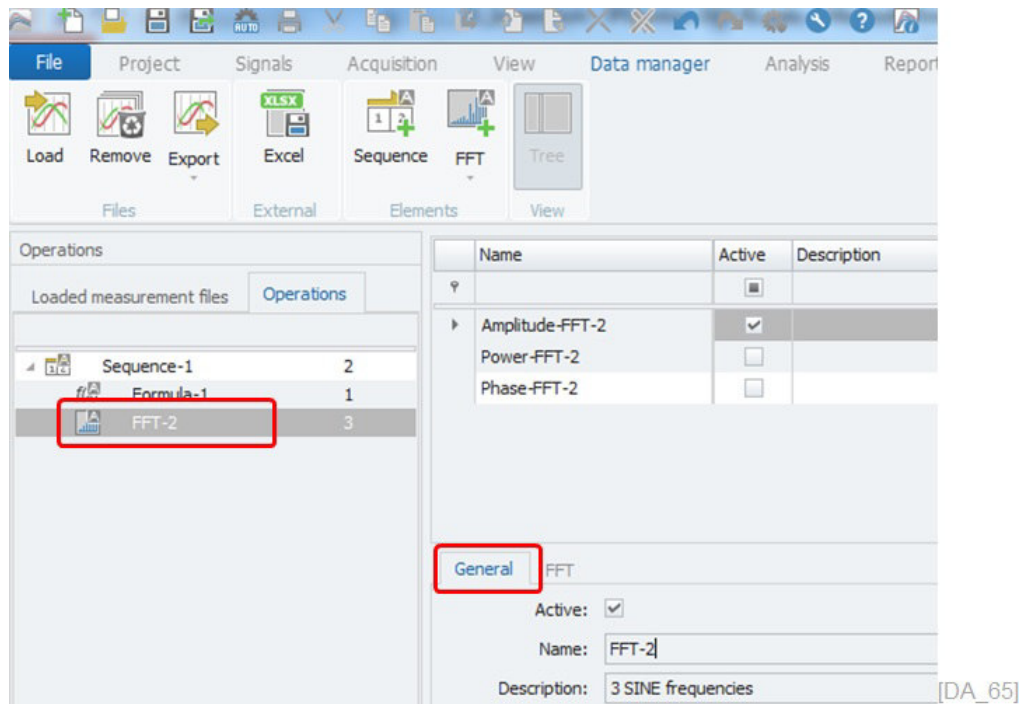 AUTO
File Project Signals Acquisition View Data manager Analysis Report
XLSX
1 2 A
A
Load Remove Export Excel Sequence FFT Tree
Files External Elements View
Operations
Loaded measurement files Operations
Sequence-1 2
Formula-1 1
FFT-2 3
Name Active Description
Amplitude-FFT-2
Power-FFT-2
Phase-FFT-2
General FFT
Active:
Name: FFT-2
Description: 3 SINE frequencies
[DA_65]